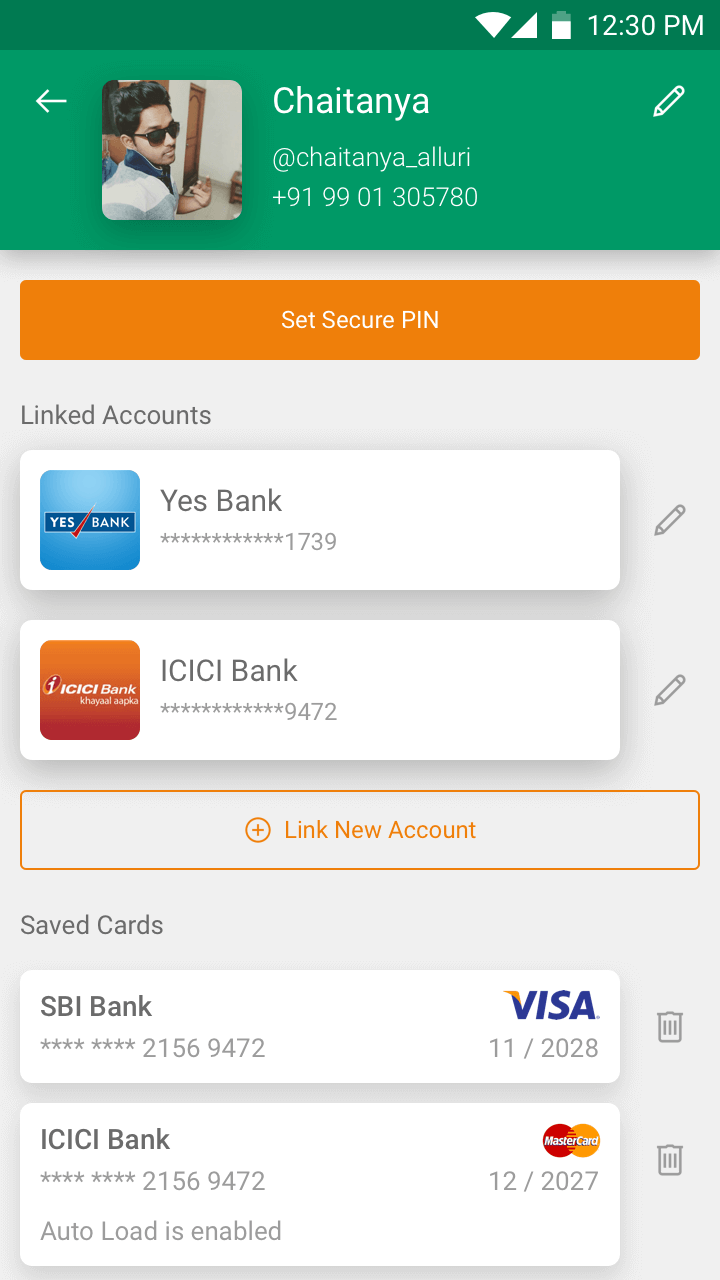 12:30 PM
Chaitanya
@chaitanya_alluri
+91 99 01 305780
Set Secure PIN
Linked Accounts
YES BANK
Yes Bank
************1739
i ICICI Bank
khayaal aapka
ICICI Bank
************9472
Link New Account
Saved Cards
SBI Bank
VISA
**** **** 2156 9472
11 / 2028
ICICI Bank
MasterCard
**** **** 2156 9472
12 / 2027
Auto Load is enabled